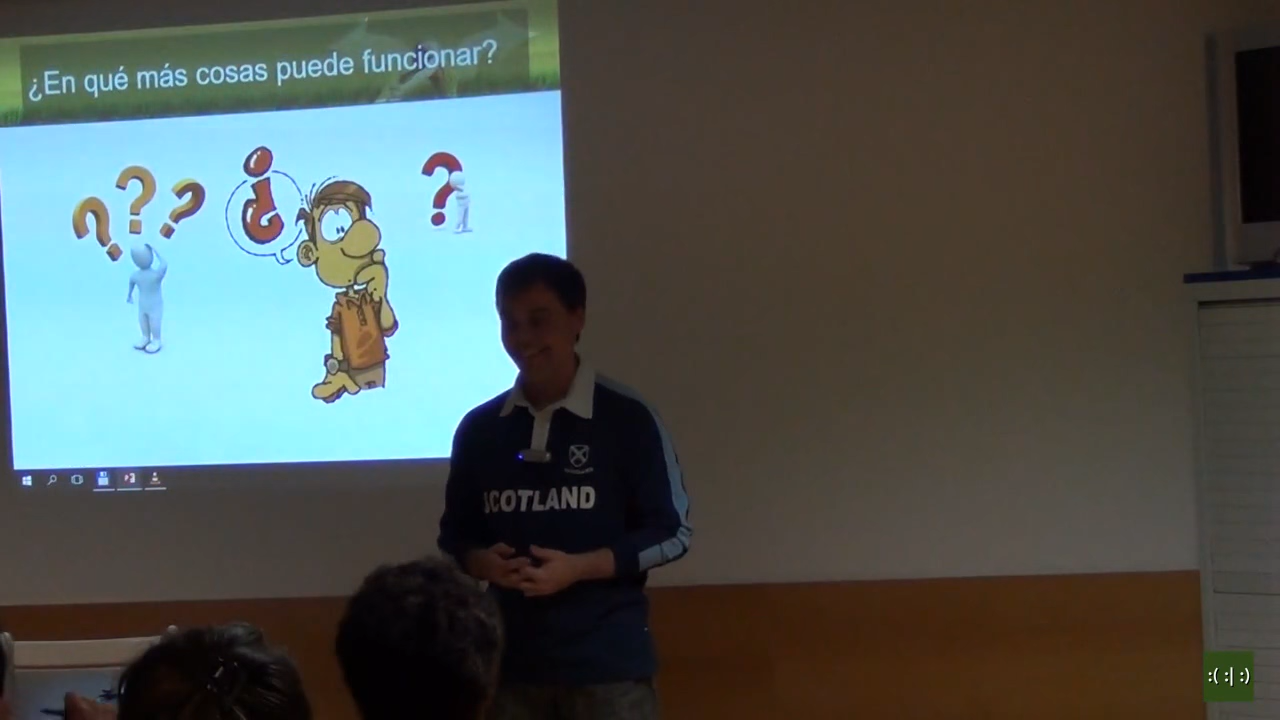 ¿En qué más cosas puede funcionar?
? ? ?
¿
?
SCOTLAND
:( :| :)